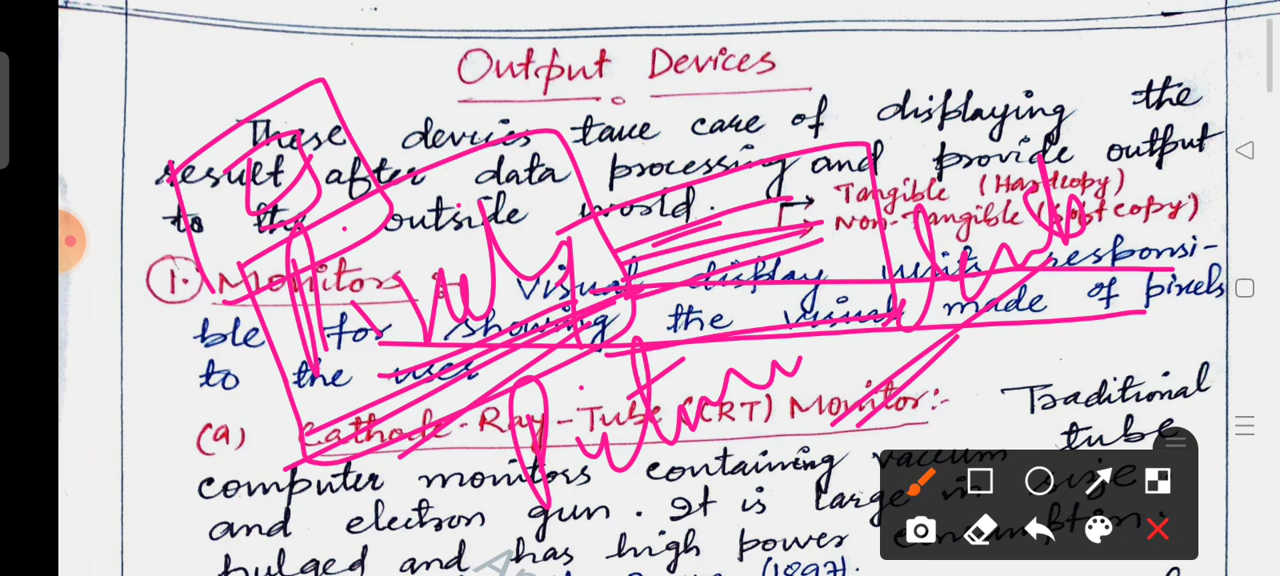 Output Devices
These devices take care of displaying the
result after data processing and provide output
to the outside world. → Tangible (Hardcopy)
→ Non-Tangible (Softcopy)
1. Monitors :- Visual display unit responsi-
ble for showing the visual made of pixels
to the user
(a) Cathode-Ray-Tube (CRT) Monitor:- Traditional
computer monitors containing vacuum tube
and electron gun. It is large in size
bulged and has high power consumption.
(1897).